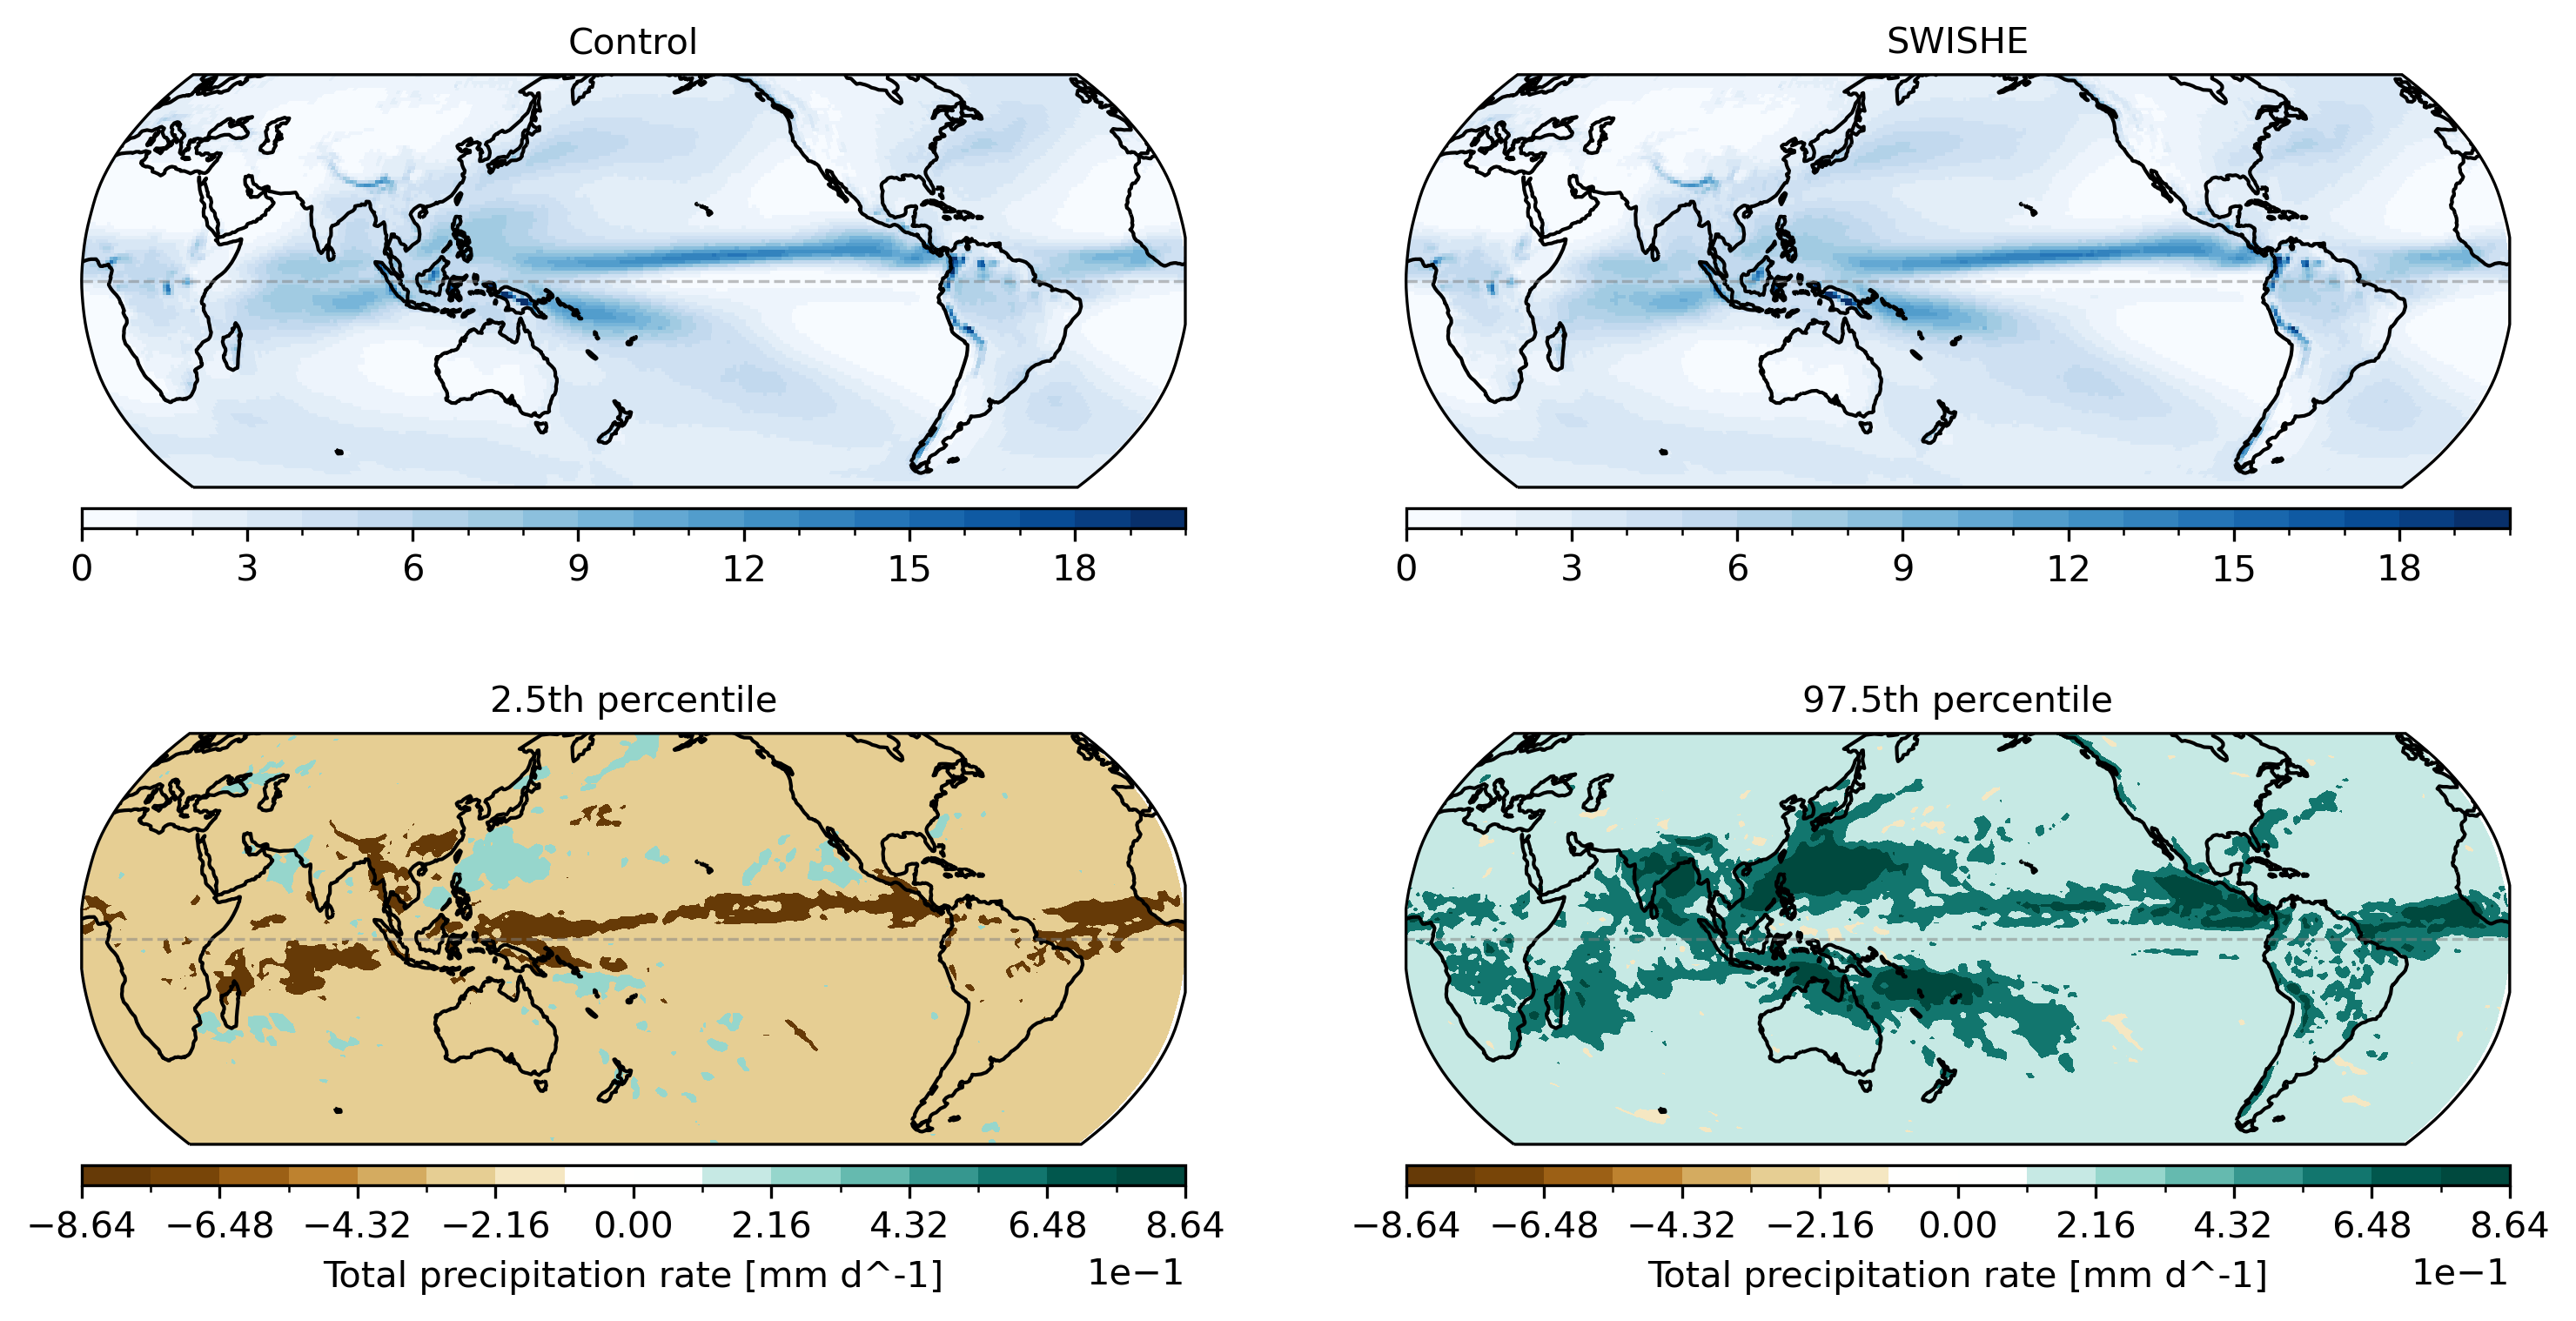 Control
SWISHE
0 3 6 9 12 15 18
0 3 6 9 12 15 18
2.5th percentile
97.5th percentile
−8.64 −6.48 −4.32 −2.16 0.00 2.16 4.32 6.48 8.64
−8.64 −6.48 −4.32 −2.16 0.00 2.16 4.32 6.48 8.64
Total precipitation rate [mm d^-1] 1e−1
Total precipitation rate [mm d^-1] 1e−1